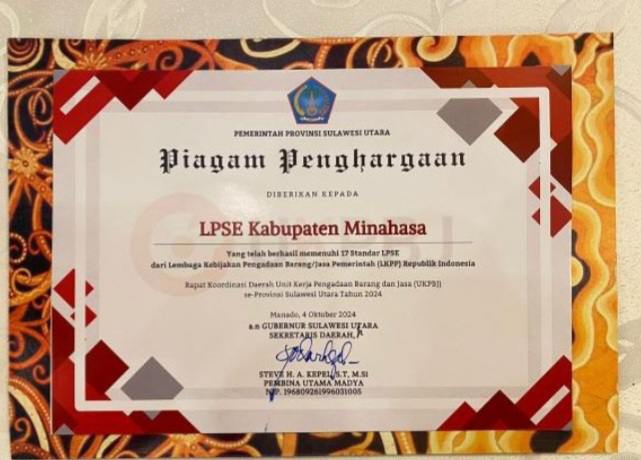 PEMERINTAH PROVINSI SULAWESI UTARA
Piagam Penghargaan
DIBERIKAN KEPADA
LPSE Kabupaten Minahasa
Yang telah berhasil memenuhi 17 Standar LPSE
dari Lembaga Kebijakan Pengadaan Barang/Jasa Pemerintah (LKPP) Republik Indonesia
Rapat Koordinasi Daerah Unit Kerja Pengadaan Barang dan Jasa (UKPBJ)
se-Provinsi Sulawesi Utara Tahun 2024
Manado, 4 Oktober 2024
a.n GUBERNUR SULAWESI UTARA
SEKRETARIS DAERAH,
STEVE H. A. KEPEL, S.T, M.SI
PEMBINA UTAMA MADYA
NIP. 196809261996031005